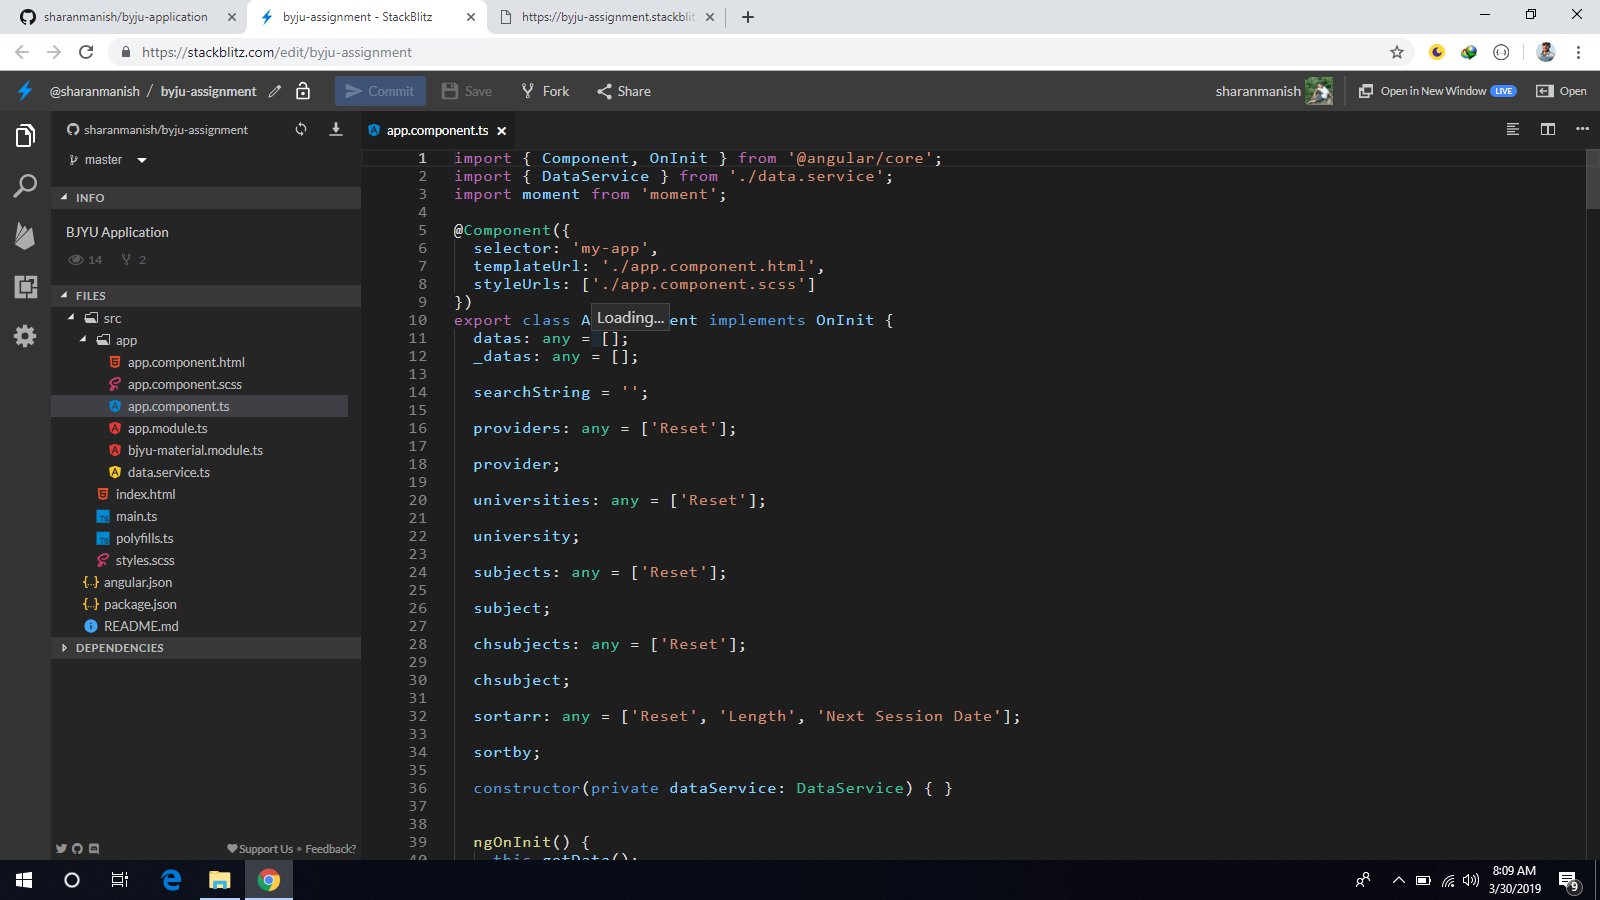 sharanmanish/byju-application
byju-assignment - StackBlitz
https://byju-assignment.stackblit
https://stackblitz.com/edit/byju-assignment
@sharanmanish / byju-assignment
Commit
Save
Fork
Share
sharanmanish
Open in New Window LIVE
Open
sharanmanish/byju-assignment
master
INFO
BJYU Application
14 2
FILES
src
app
app.component.html
app.component.scss
app.component.ts
app.module.ts
bjyu-material.module.ts
data.service.ts
index.html
main.ts
polyfills.ts
styles.scss
{..} angular.json
{..} package.json
README.md
DEPENDENCIES
Support Us • Feedback?
app.component.ts
1 import { Component, OnInit } from '@angular/core';
2 import { DataService } from './data.service';
3 import moment from 'moment';
4
5 @Component({
6 selector: 'my-app',
7 templateUrl: './app.component.html',
8 styleUrls: ['./app.component.scss']
9 })
Loading...
10 export class A ent implements OnInit {
11 datas: any = [];
12 _datas: any = [];
13
14 searchString = '';
15
16 providers: any = ['Reset'];
17
18 provider;
19
20 universities: any = ['Reset'];
21
22 university;
23
24 subjects: any = ['Reset'];
25
26 subject;
27
28 chsubjects: any = ['Reset'];
29
30 chsubject;
31
32 sortarr: any = ['Reset', 'Length', 'Next Session Date'];
33
34 sortby;
35
36 constructor(private dataService: DataService) { }
37
38
39 ngOnInit() {
40 this.getData();
8:09 AM
3/30/2019
9